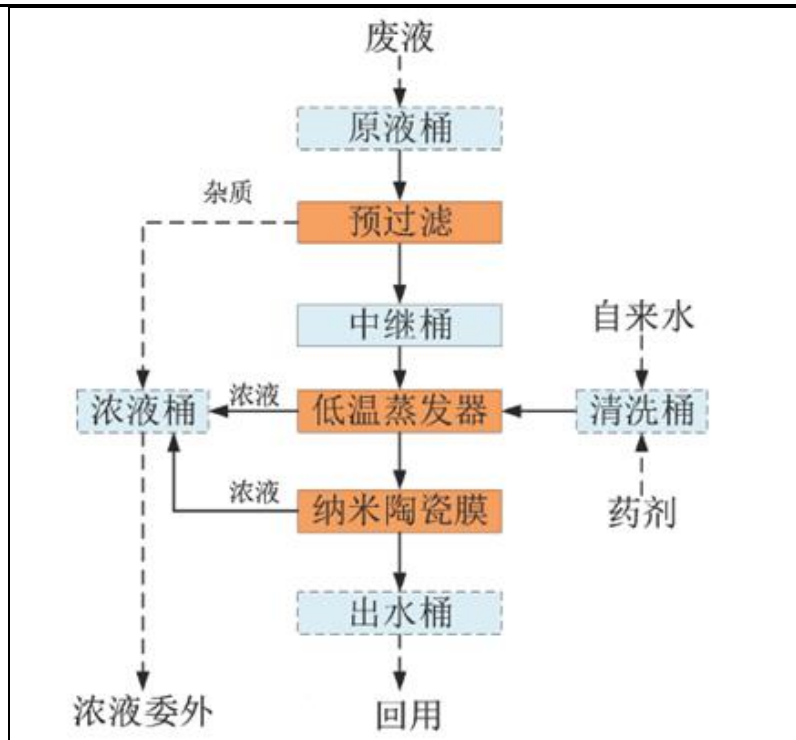 废液
原液桶
杂质
预过滤
中继桶
自来水
浓液桶
浓液
低温蒸发器
清洗桶
浓液
纳米陶瓷膜
药剂
出水桶
浓液委外
回用